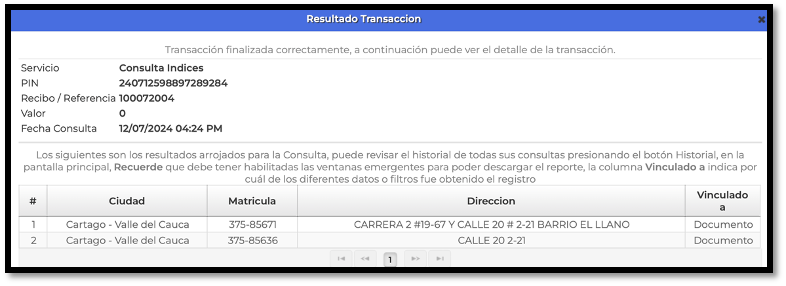 Resultado Transaccion
Transacción finalizada correctamente, a continuación puede ver el detalle de la transacción.
Servicio Consulta Indices
PIN 240712598897289284
Recibo / Referencia 100072004
Valor 0
Fecha Consulta 12/07/2024 04:24 PM
Los siguientes son los resultados arrojados para la Consulta, puede revisar el historial de todas sus consultas presionando el botón Historial, en la
pantalla principal, Recuerde que debe tener habilitadas las ventanas emergentes para poder descargar el reporte, la columna Vinculado a indica por
cuál de los diferentes datos o filtros fue obtenido el registro
# Ciudad Matricula Direccion Vinculado a
1 Cartago - Valle del Cauca 375-85671 CARRERA 2 #19-67 Y CALLE 20 # 2-21 BARRIO EL LLANO Documento
2 Cartago - Valle del Cauca 375-85636 CALLE 20 2-21 Documento
1